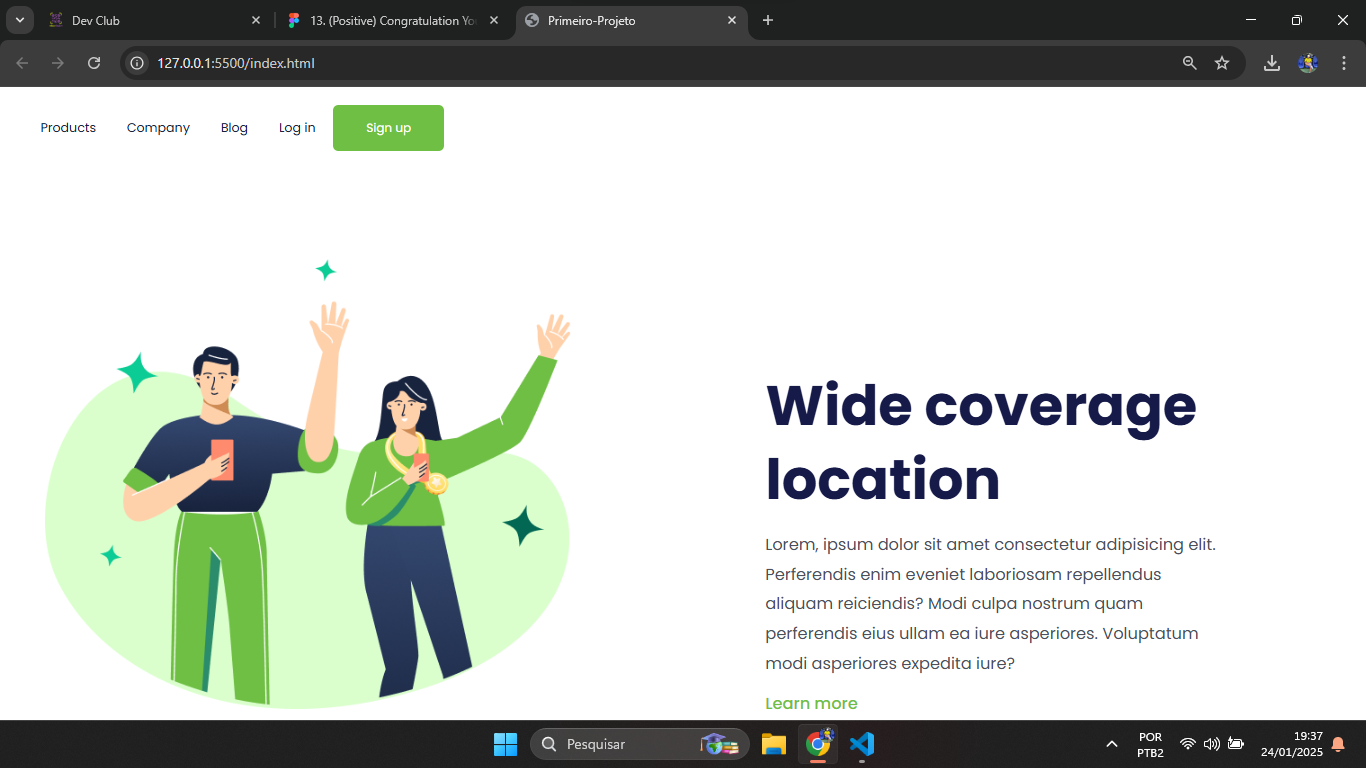 Dev Club
13. (Positive) Congratulation Yo
Primeiro-Projeto
127.0.0.1:5500/index.html
Products
Company
Blog
Log in
Sign up
Wide coverage
location
Lorem, ipsum dolor sit amet consectetur adipisicing elit.
Perferendis enim eveniet laboriosam repellendus
aliquam reiciendis? Modi culpa nostrum quam
perferendis eius ullam ea iure asperiores. Voluptatum
modi asperiores expedita iure?
Learn more
Pesquisar
POR
PTB2
19:37
24/01/2025